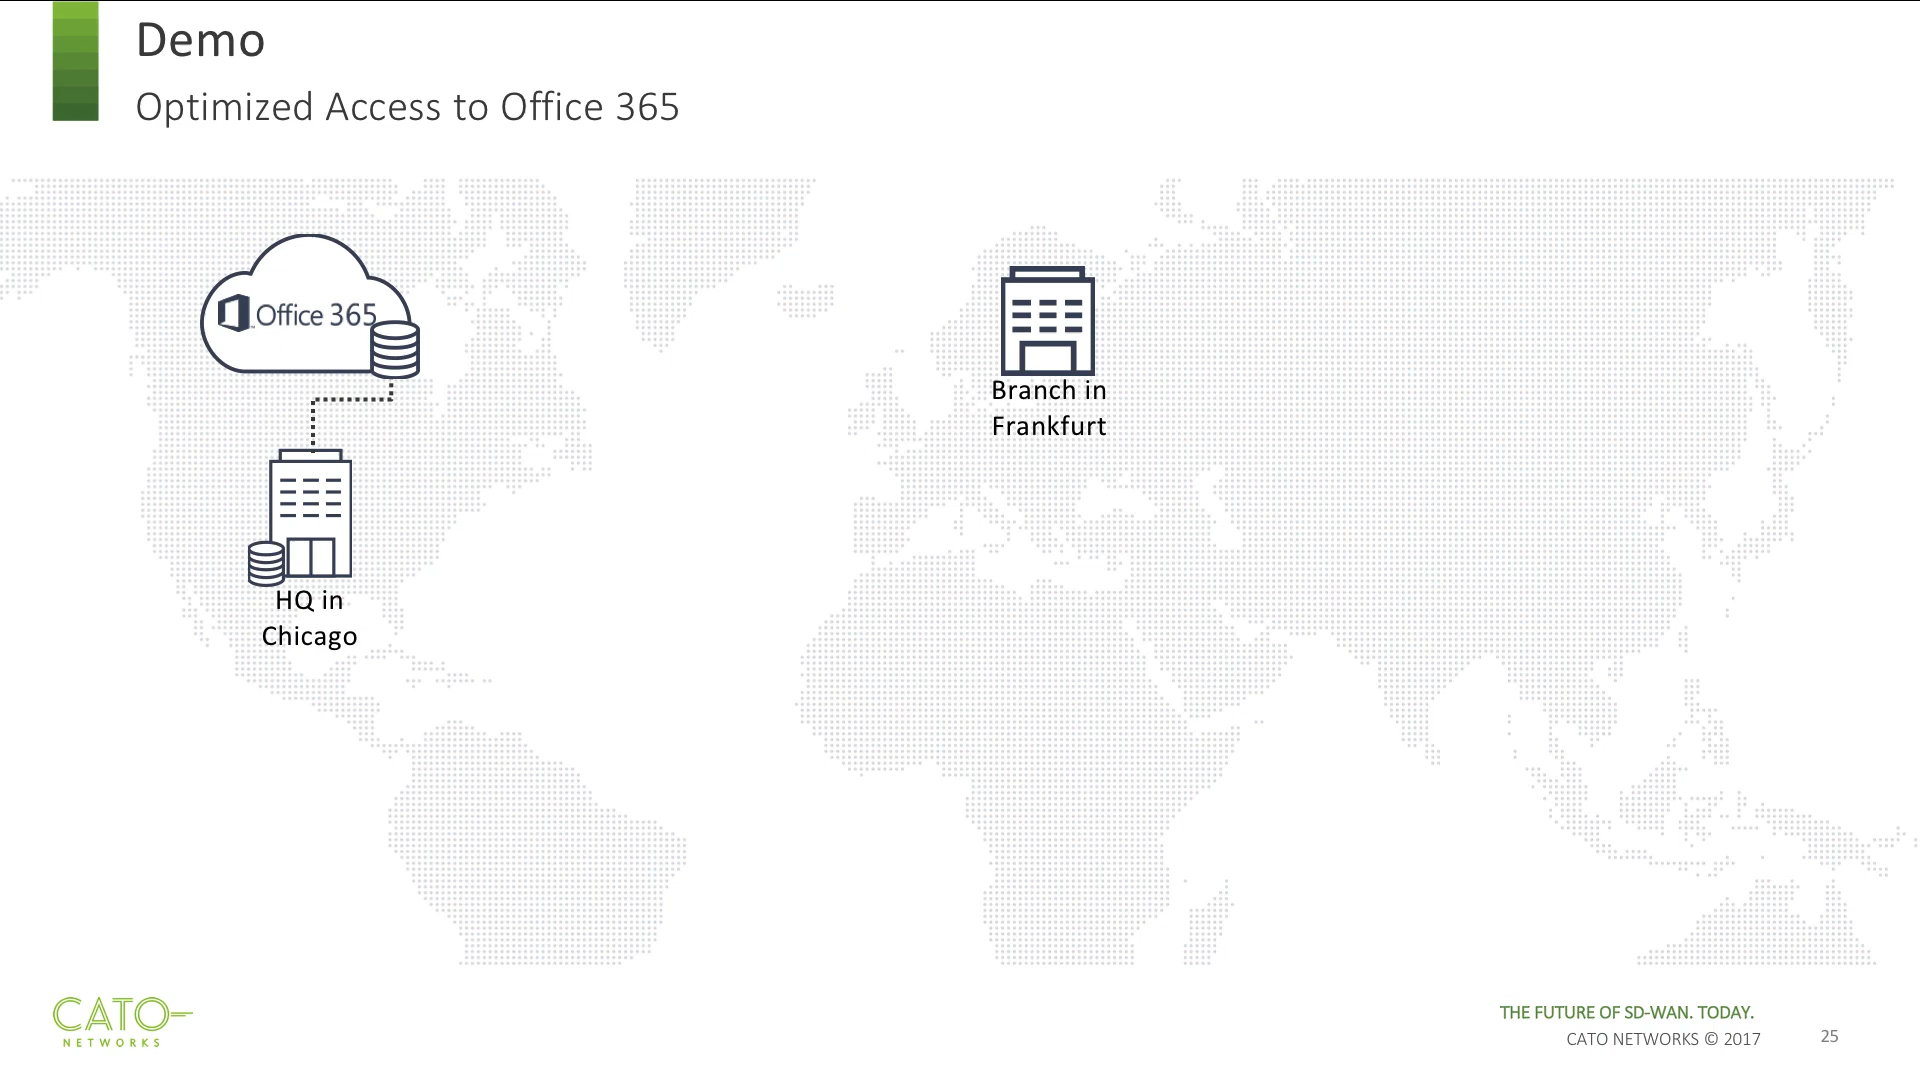 Demo
Optimized Access to Office 365
Office 365
Branch in
Frankfurt
HQ in
Chicago
CATO
NETWORKS
THE FUTURE OF SD-WAN. TODAY.
CATO NETWORKS © 2017
25